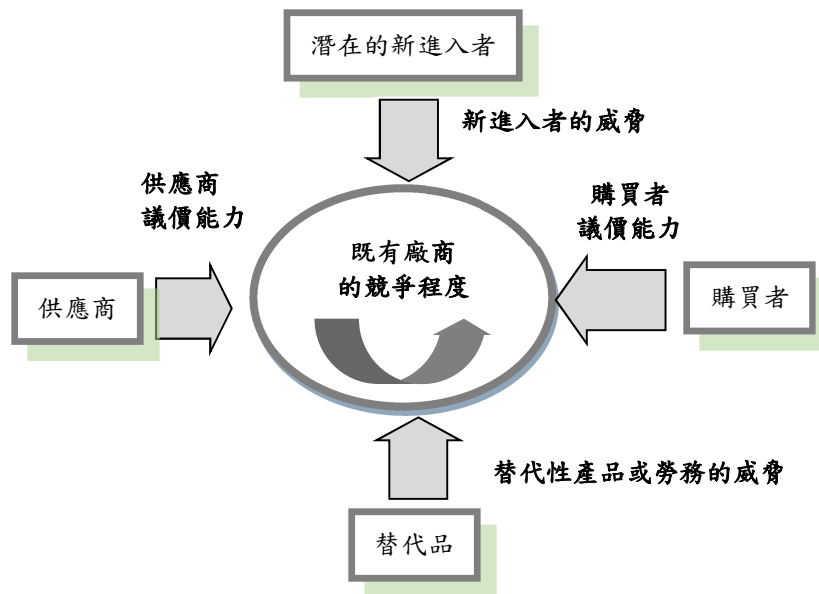 潛在的新進入者
新進入者的威脅
供應商
議價能力
購買者
議價能力
既有廠商
的競爭程度
供應商
購買者
替代性產品或勞務的威脅
替代品